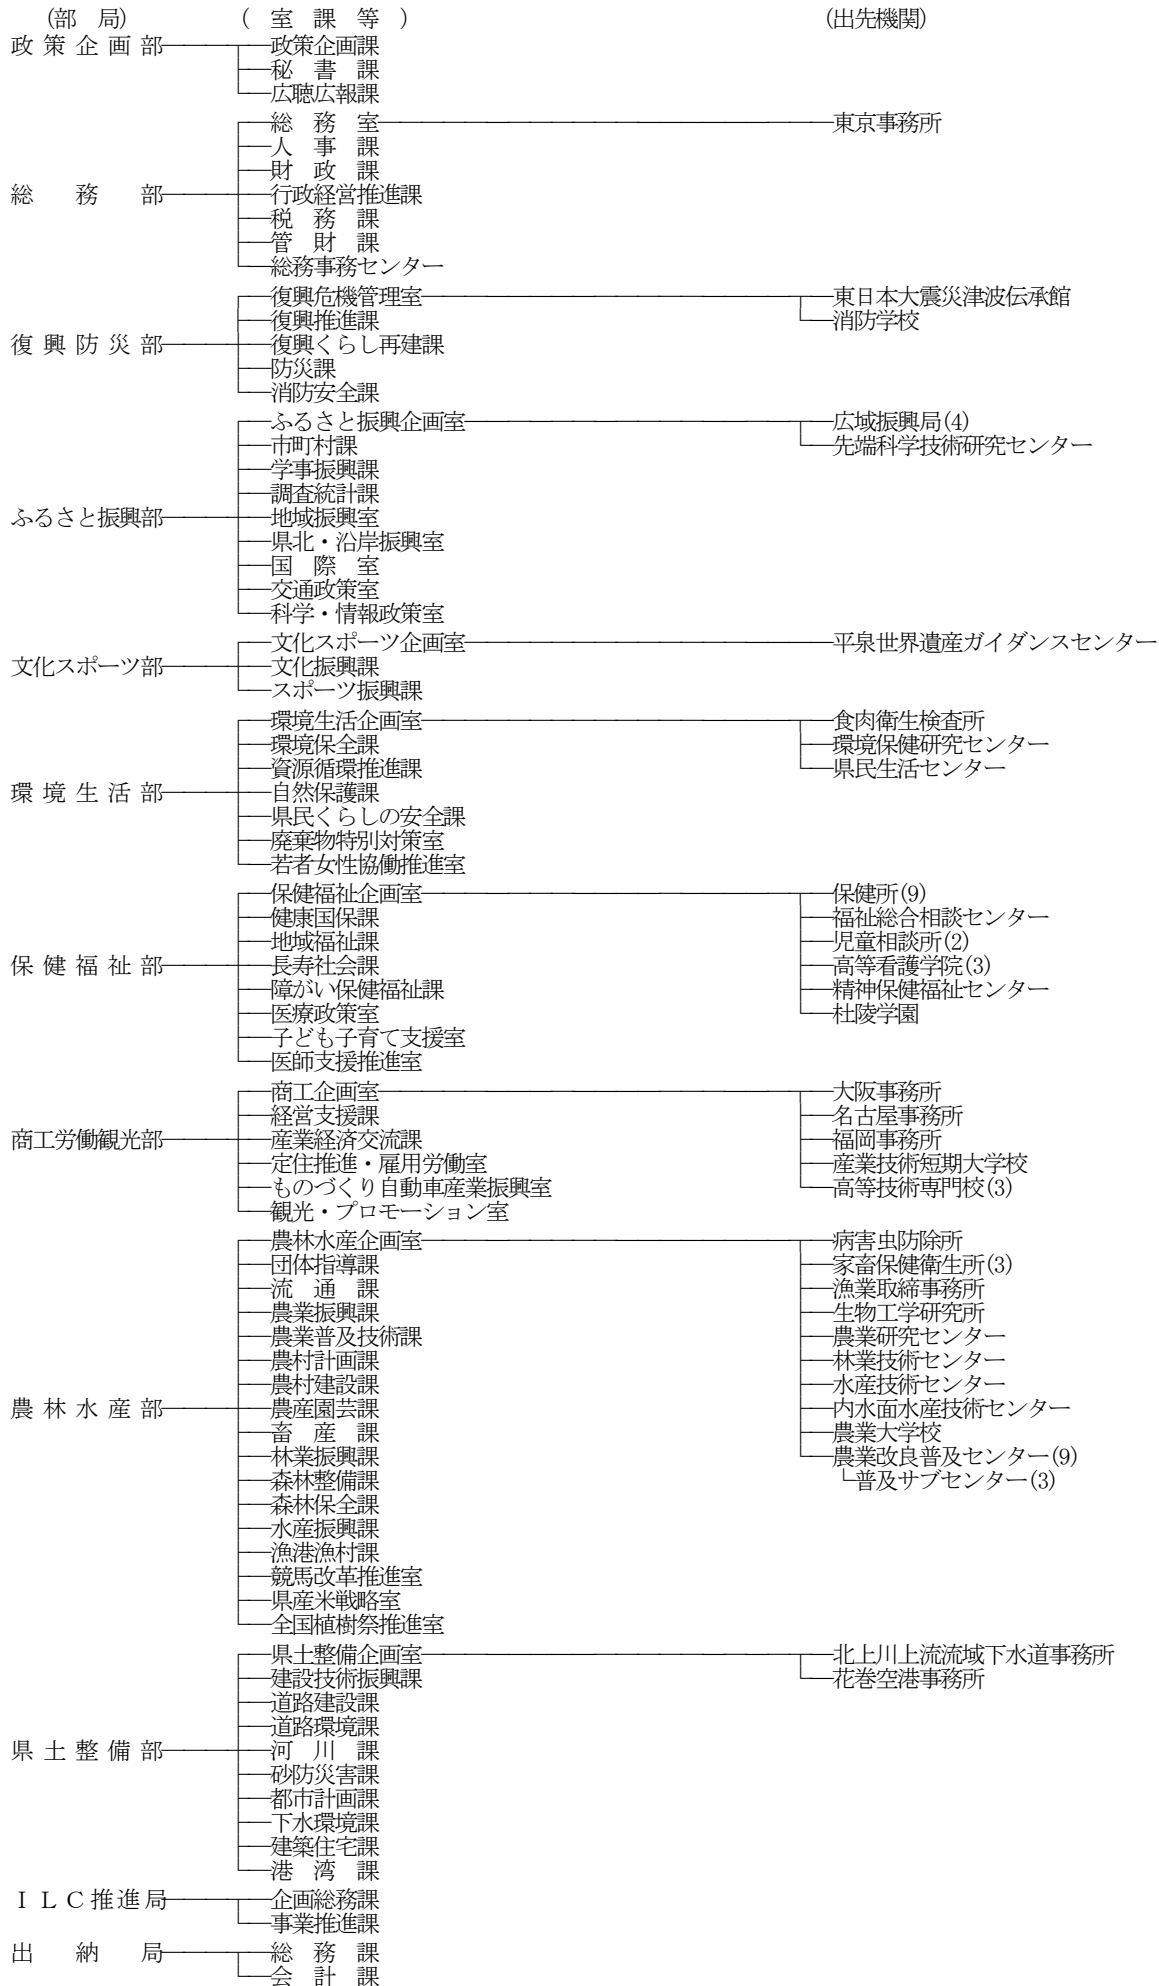 (部 局) ( 室 課 等 ) (出先機関)
政策企画部 政策企画課
秘 書 課
広聴広報課
総 務 室 東京事務所
人 事 課
財 政 課
総 務 部 行政経営推進課
税 務 課
管 財 課
総務事務センター
復興危機管理室 東日本大震災津波伝承館
復興推進課 消防学校
復興防災部 復興くらし再建課
防災課
消防安全課
ふるさと振興企画室 広域振興局(4)
市町村課 先端科学技術研究センター
学事振興課
調査統計課
ふるさと振興部 地域振興室
県北・沿岸振興室
国 際 室
交通政策室
科学・情報政策室
文化スポーツ企画室 平泉世界遺産ガイダンスセンター
文化スポーツ部 文化振興課
スポーツ振興課
環境生活企画室 食肉衛生検査所
環境保全課 環境保健研究センター
資源循環推進課 県民生活センター
環境生活部 自然保護課
県民くらしの安全課
廃棄物特別対策室
若者女性協働推進室
保健福祉企画室 保健所(9)
健康国保課 福祉総合相談センター
地域福祉課 児童相談所(2)
保健福祉部 長寿社会課 高等看護学院(3)
障がい保健福祉課 精神保健福祉センター
医療政策室 杜陵学園
子ども子育て支援室
医師支援推進室
商工企画室 大阪事務所
経営支援課 名古屋事務所
商工労働観光部 産業経済交流課 福岡事務所
定住推進・雇用労働室 産業技術短期大学校
ものづくり自動車産業振興室 高等技術専門校(3)
観光・プロモーション室
農林水産企画室 病害虫防除所
団体指導課 家畜保健衛生所(3)
流 通 課 漁業取締事務所
農業振興課 生物工学研究所
農業普及技術課 農業研究センター
農村計画課 林業技術センター
農村建設課 水産技術センター
農林水産部 農産園芸課 内水面水産技術センター
畜 産 課 農業大学校
林業振興課 農業改良普及センター(9)
森林整備課 普及サブセンター(3)
森林保全課
水産振興課
漁港漁村課
競馬改革推進室
県産米戦略室
全国植樹祭推進室
県土整備企画室 北上川上流流域下水道事務所
建設技術振興課 花巻空港事務所
道路建設課
道路環境課
県土整備部 河 川 課
砂防災害課
都市計画課
下水環境課
建築住宅課
港 湾 課
ＩＬＣ推進局 企画総務課
事業推進課
出 納 局 総 務 課
会 計 課